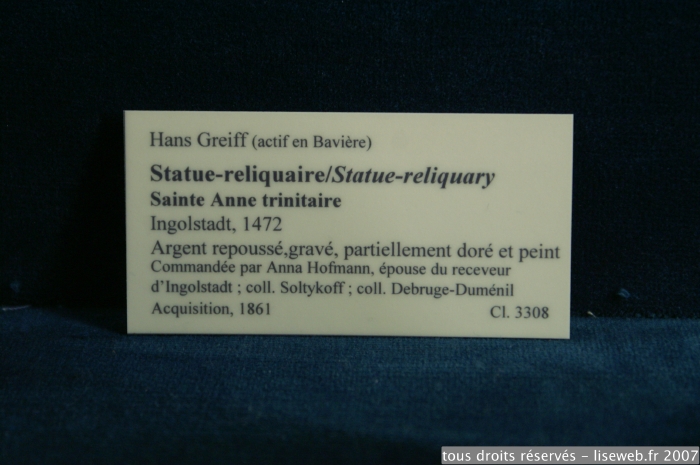 Hans Greiff (actif en Bavière)
Statue-reliquaire/Statue-reliquary
Sainte Anne trinitaire
Ingolstadt, 1472
Argent repoussé,gravé, partiellement doré et peint
Commandée par Anna Hofmann, épouse du receveur
d'Ingolstadt ; coll. Soltykoff ; coll. Debruge-Duménil
Acquisition, 1861 Cl. 3308
tous droits réservés – liseweb.fr 2007